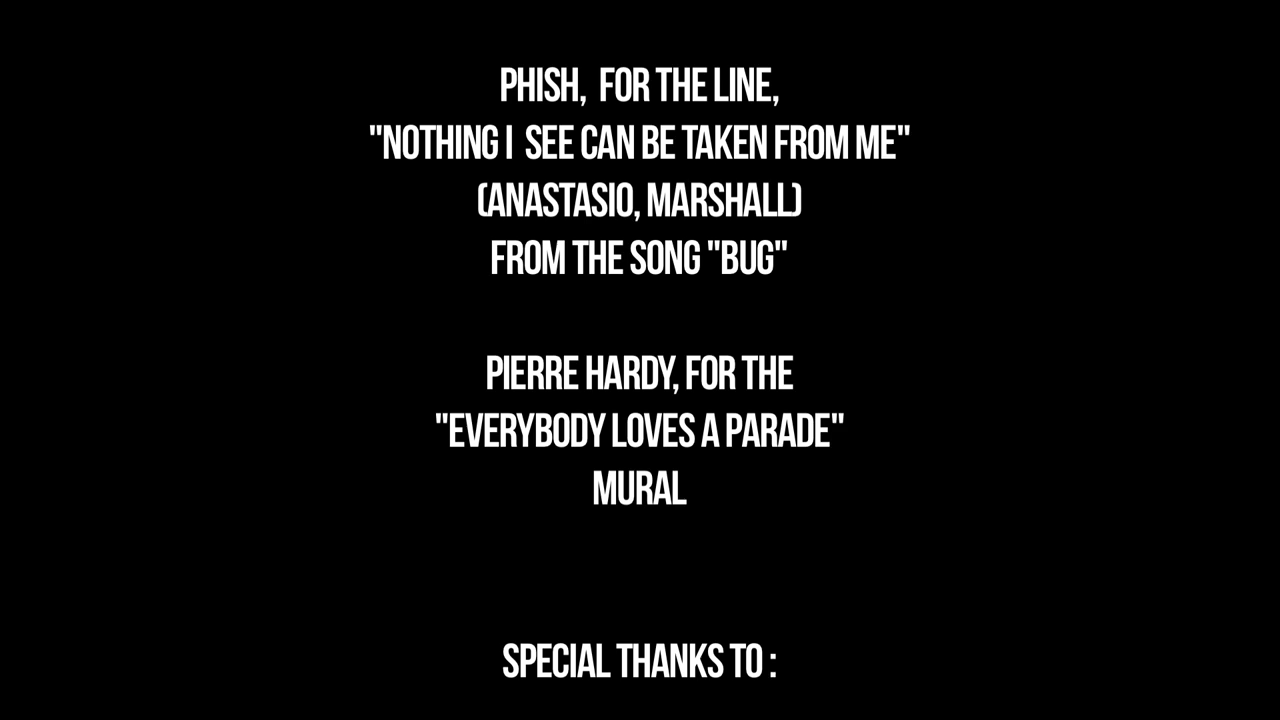 PHISH,  FOR THE LINE,
"NOTHING I  SEE CAN BE TAKEN FROM ME"
(ANASTASIO, MARSHALL)
FROM THE SONG "BUG"
PIERRE HARDY, FOR THE
"EVERYBODY LOVES A PARADE"
MURAL
SPECIAL THANKS TO :